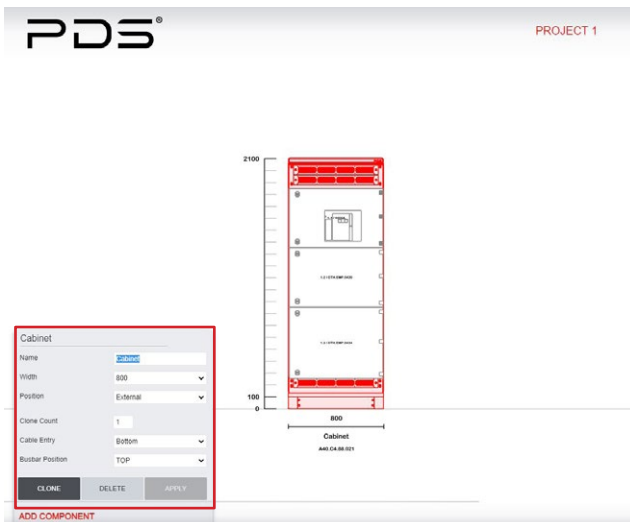 PDS®
PROJECT 1
2100
100
0
800
Cabinet
A40.C4.80.021
Cabinet
Name Cabinet
Width 800
Position External
Clone Count 1
Cable Entry Bottom
Busbar Position TOP
CLONE DELETE APPLY
ADD COMPONENT